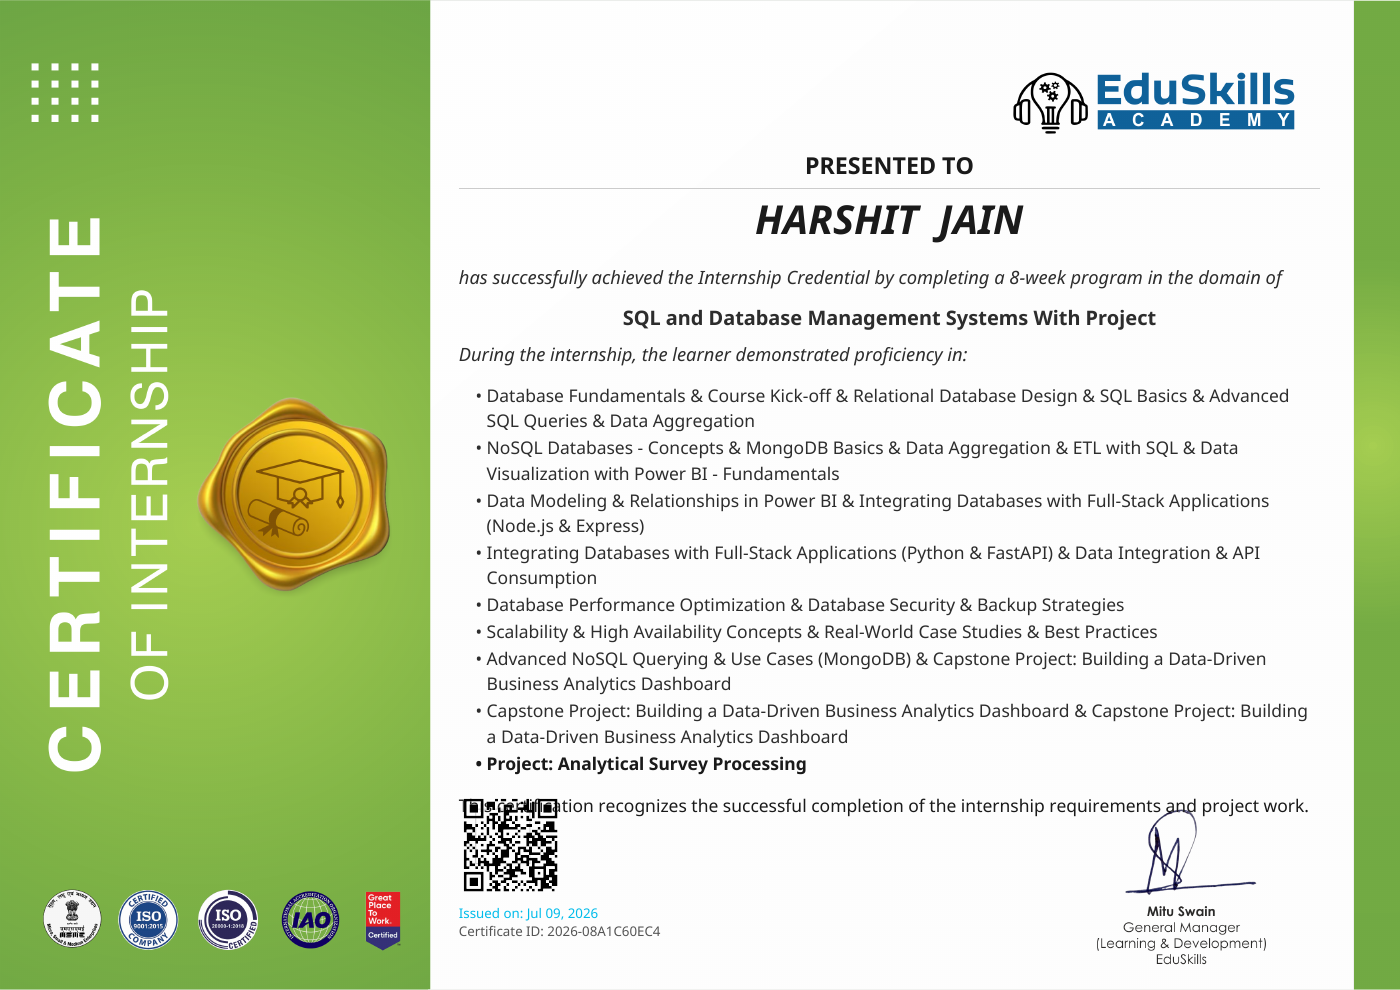 CERTIFICATE
OF INTERNSHIP
EduSkills
ACADEMY
PRESENTED TO
HARSHIT JAIN
has successfully achieved the Internship Credential by completing a 8-week program in the domain of
SQL and Database Management Systems With Project
During the internship, the learner demonstrated proficiency in:
• Database Fundamentals & Course Kick-off & Relational Database Design & SQL Basics & Advanced
SQL Queries & Data Aggregation
• NoSQL Databases - Concepts & MongoDB Basics & Data Aggregation & ETL with SQL & Data
Visualization with Power BI - Fundamentals
• Data Modeling & Relationships in Power BI & Integrating Databases with Full-Stack Applications
(Node.js & Express)
• Integrating Databases with Full-Stack Applications (Python & FastAPI) & Data Integration & API
Consumption
• Database Performance Optimization & Database Security & Backup Strategies
• Scalability & High Availability Concepts & Real-World Case Studies & Best Practices
• Advanced NoSQL Querying & Use Cases (MongoDB) & Capstone Project: Building a Data-Driven
Business Analytics Dashboard
• Capstone Project: Building a Data-Driven Business Analytics Dashboard & Capstone Project: Building
a Data-Driven Business Analytics Dashboard
• Project: Analytical Survey Processing
This certification recognizes the successful completion of the internship requirements and project work.
Issued on: Jul 09, 2026
Certificate ID: 2026-08A1C60EC4
Mitu Swain
General Manager
(Learning & Development)
EduSkills
CERTIFIED
ISO
9001:2015
COMPANY
ISO
CERTIFIED
IAO
Great
Place
To
Work.
Certified